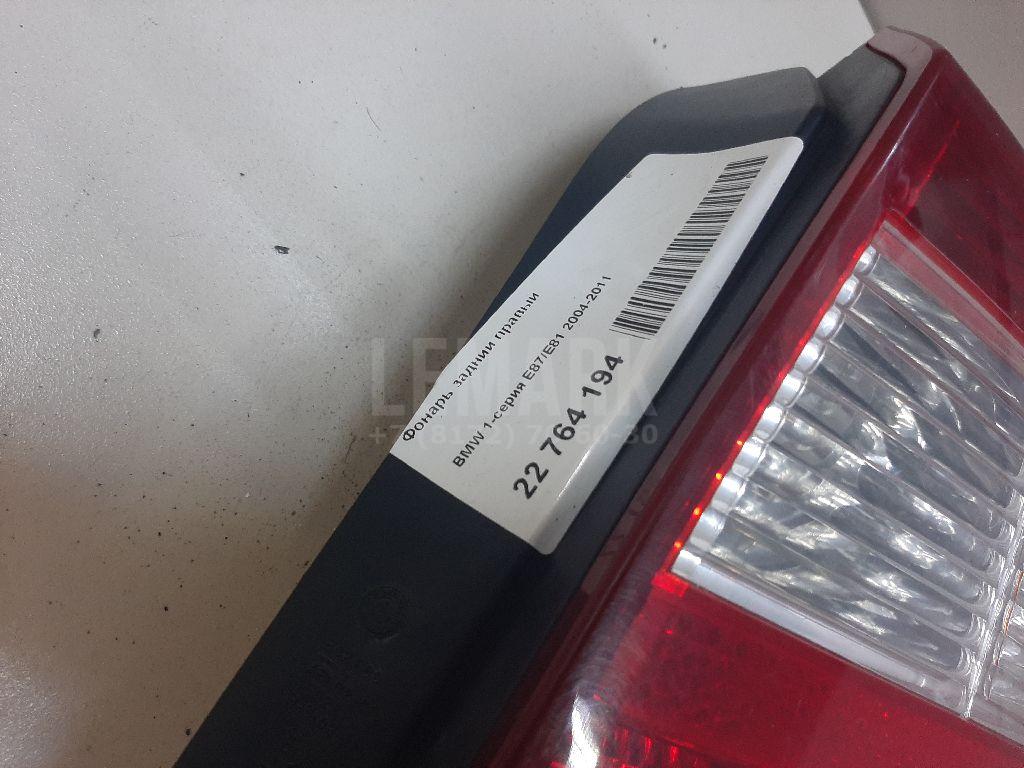 Фонарь задний правый
BMW 1-серия E87/E81 2004-2011
22 764 194
LEMARK